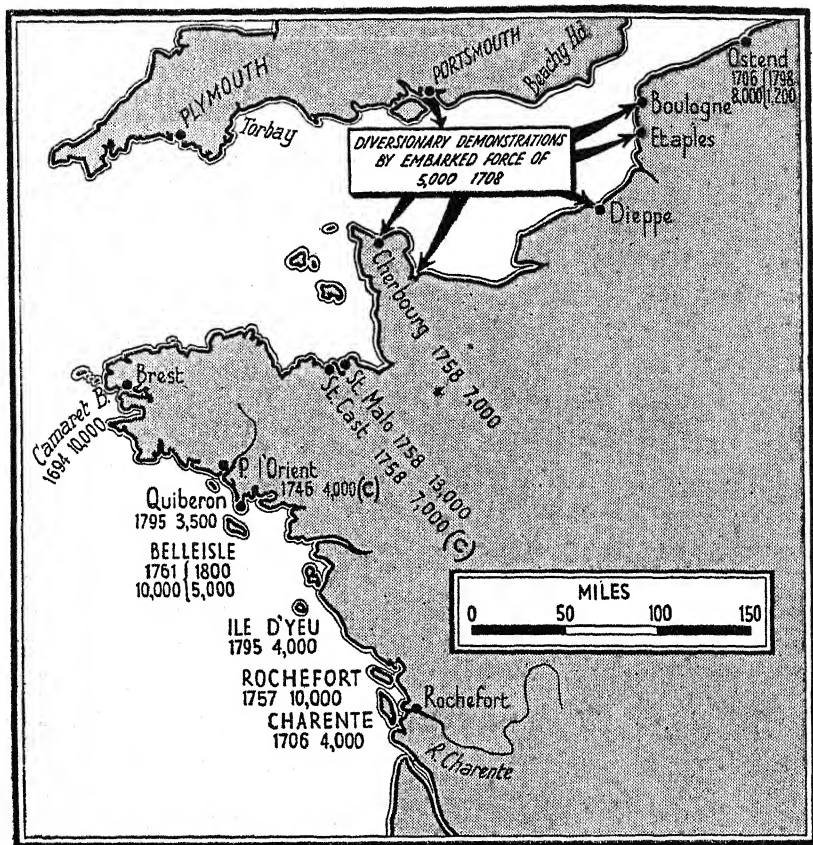 PLYMOUTH
Torbay
PORTSMOUTH
Beachy Hd.
Ostend
1706 { 1798
8,000 { 1,200
Boulogne
Etaples
DIVERSIONARY DEMONSTRATIONS
BY EMBARKED FORCE OF
5,000 1708
Dieppe
Cherbourg 1758 7,000
St. Malo 1758 13,000
St. Cast 1758 7,000 (C)
Brest
Camaret B.
1694 10,000
P. l'Orient
1746 4,000 (C)
Quiberon
1795 3,500
BELLEISLE
1761 { 1800
10,000 { 5,000
ILE D'YEU
1795 4,000
ROCHEFORT
1757 10,000
CHARENTE
1706 4,000
Rochefort
R. Charente
MILES
0 50 100 150